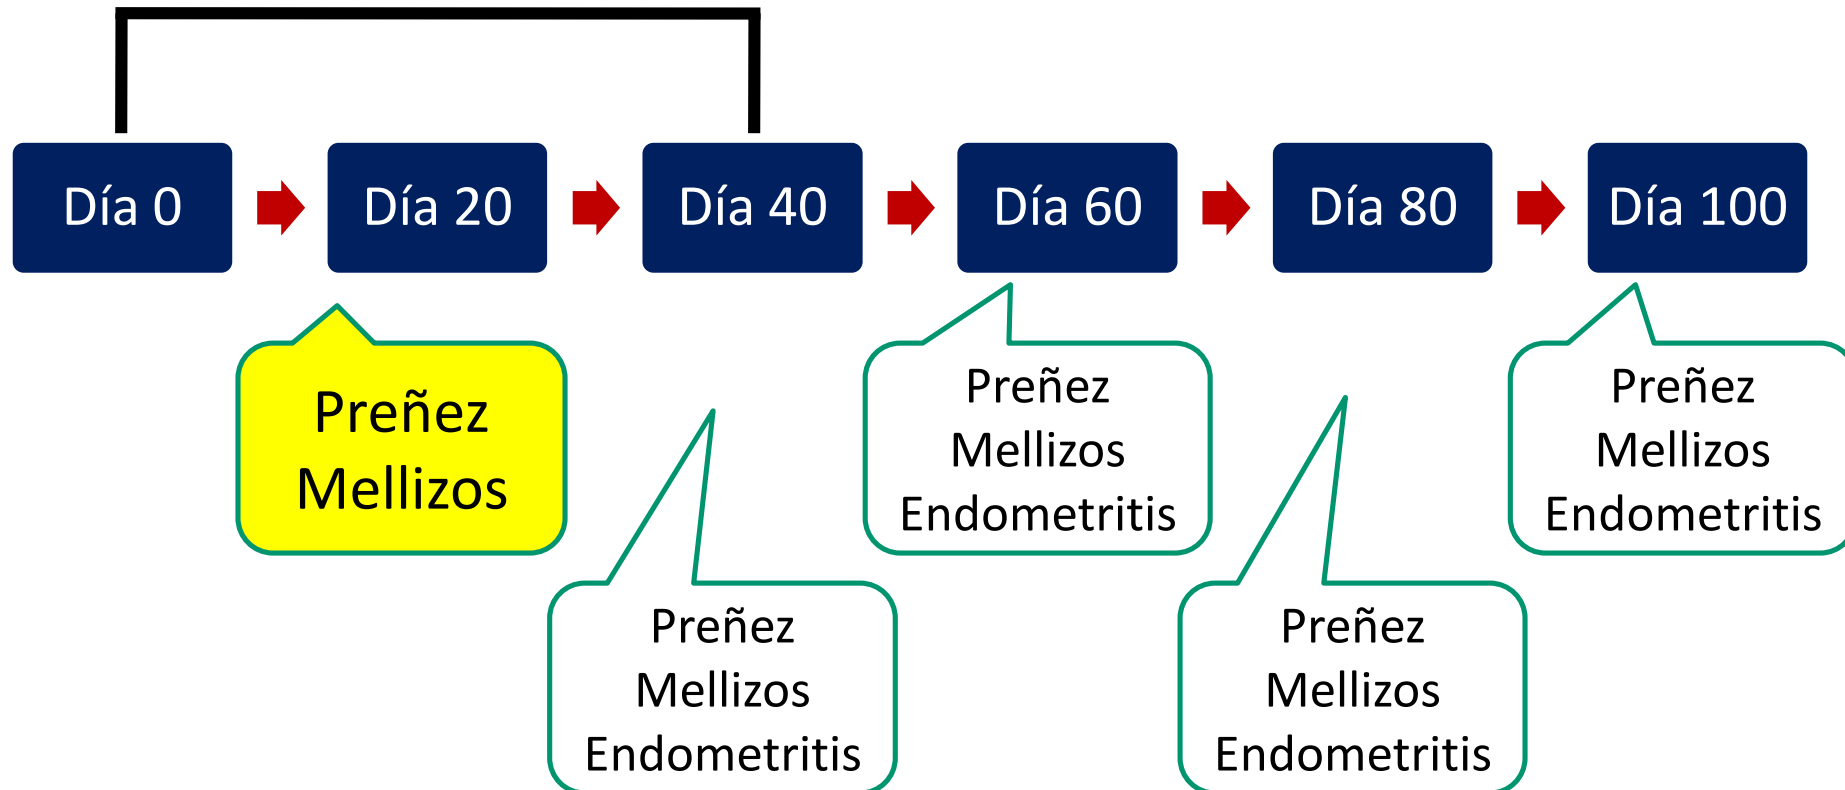 Día 0
Día 20
Día 40
Día 60
Día 80
Día 100
Preñez
Mellizos
Preñez
Mellizos
Endometritis
Preñez
Mellizos
Endometritis
Preñez
Mellizos
Endometritis
Preñez
Mellizos
Endometritis